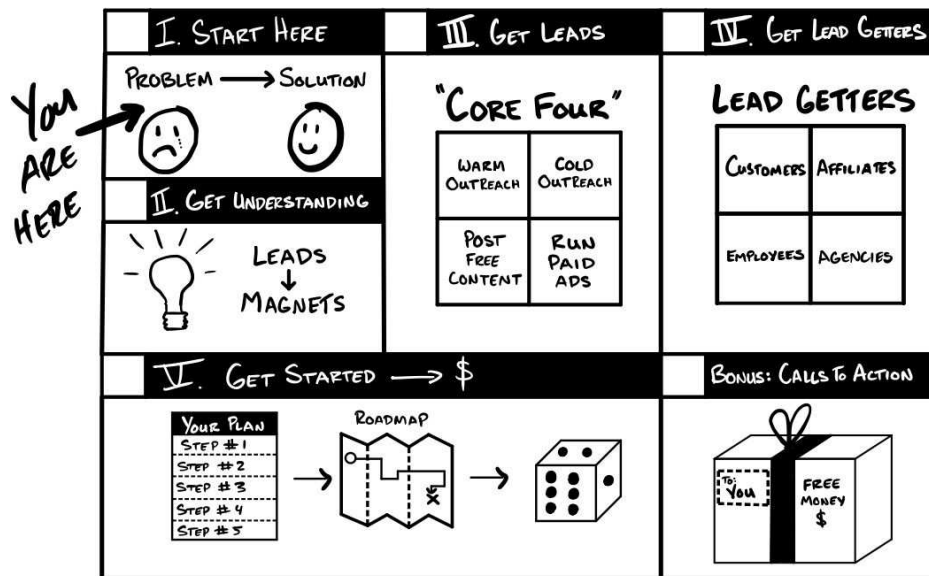 You
Are
Here
I. Start Here
Problem → Solution
II. Get Understanding
Leads
↓
Magnets
III. Get Leads
"Core Four"
Warm
Outreach
Cold
Outreach
Post
Free
Content
Run
Paid
Ads
IV. Get Lead Getters
Lead Getters
Customers
Affiliates
Employees
Agencies
V. Get Started → $
Your Plan
Step #1
Step #2
Step #3
Step #4
Step #5
Roadmap
X
Bonus: Calls To Action
To:
You
Free
Money
$